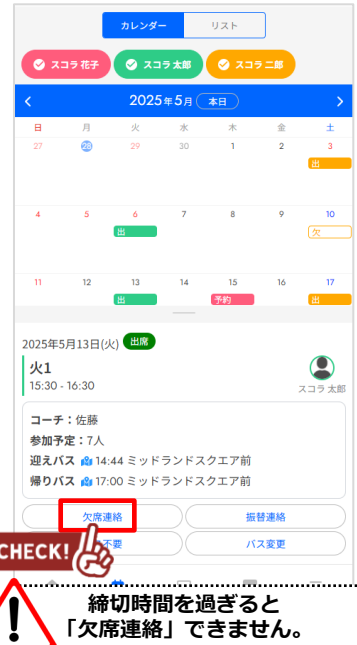 カレンダー リスト
スコラ 花子 スコラ 太郎 スコラ 二郎
2025年5月 本日
日 月 火 水 木 金 土
27 28 29 30 1 2 3
出
4 5 6 7 8 9 10
出 欠
11 12 13 14 15 16 17
出 予約 出
2025年5月13日(火) 出席
火1
15:30 - 16:30
スコラ 太郎
コーチ：佐藤
参加予定：7人
迎えバス 14:44 ミッドランドスクエア前
帰りバス 17:00 ミッドランドスクエア前
欠席連絡 振替連絡
CHECK! 不要 バス変更
締切時間を過ぎると
「欠席連絡」できません。